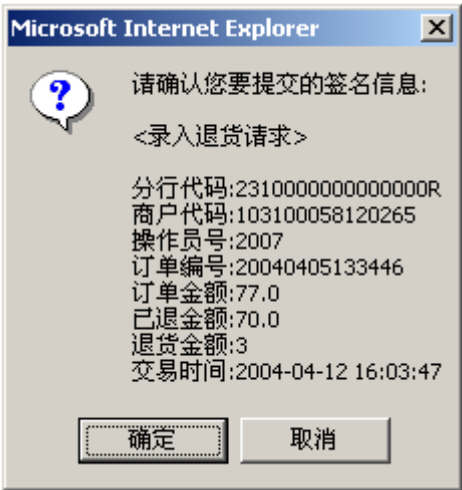 Microsoft Internet Explorer
请确认您要提交的签名信息:
<录入退货请求>
分行代码:2310000000000000R
商户代码:103100058120265
操作员号:2007
订单编号:20040405133446
订单金额:77.0
已退金额:70.0
退货金额:3
交易时间:2004-04-12 16:03:47
确定
取消